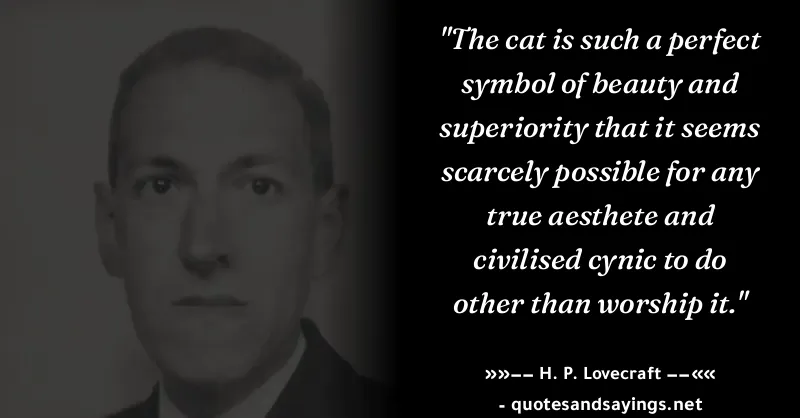 "The cat is such a perfect
symbol of beauty and
superiority that it seems
scarcely possible for any
true aesthete and
civilised cynic to do
other than worship it."
»»–– H. P. Lovecraft ––««
- quotesandsayings.net